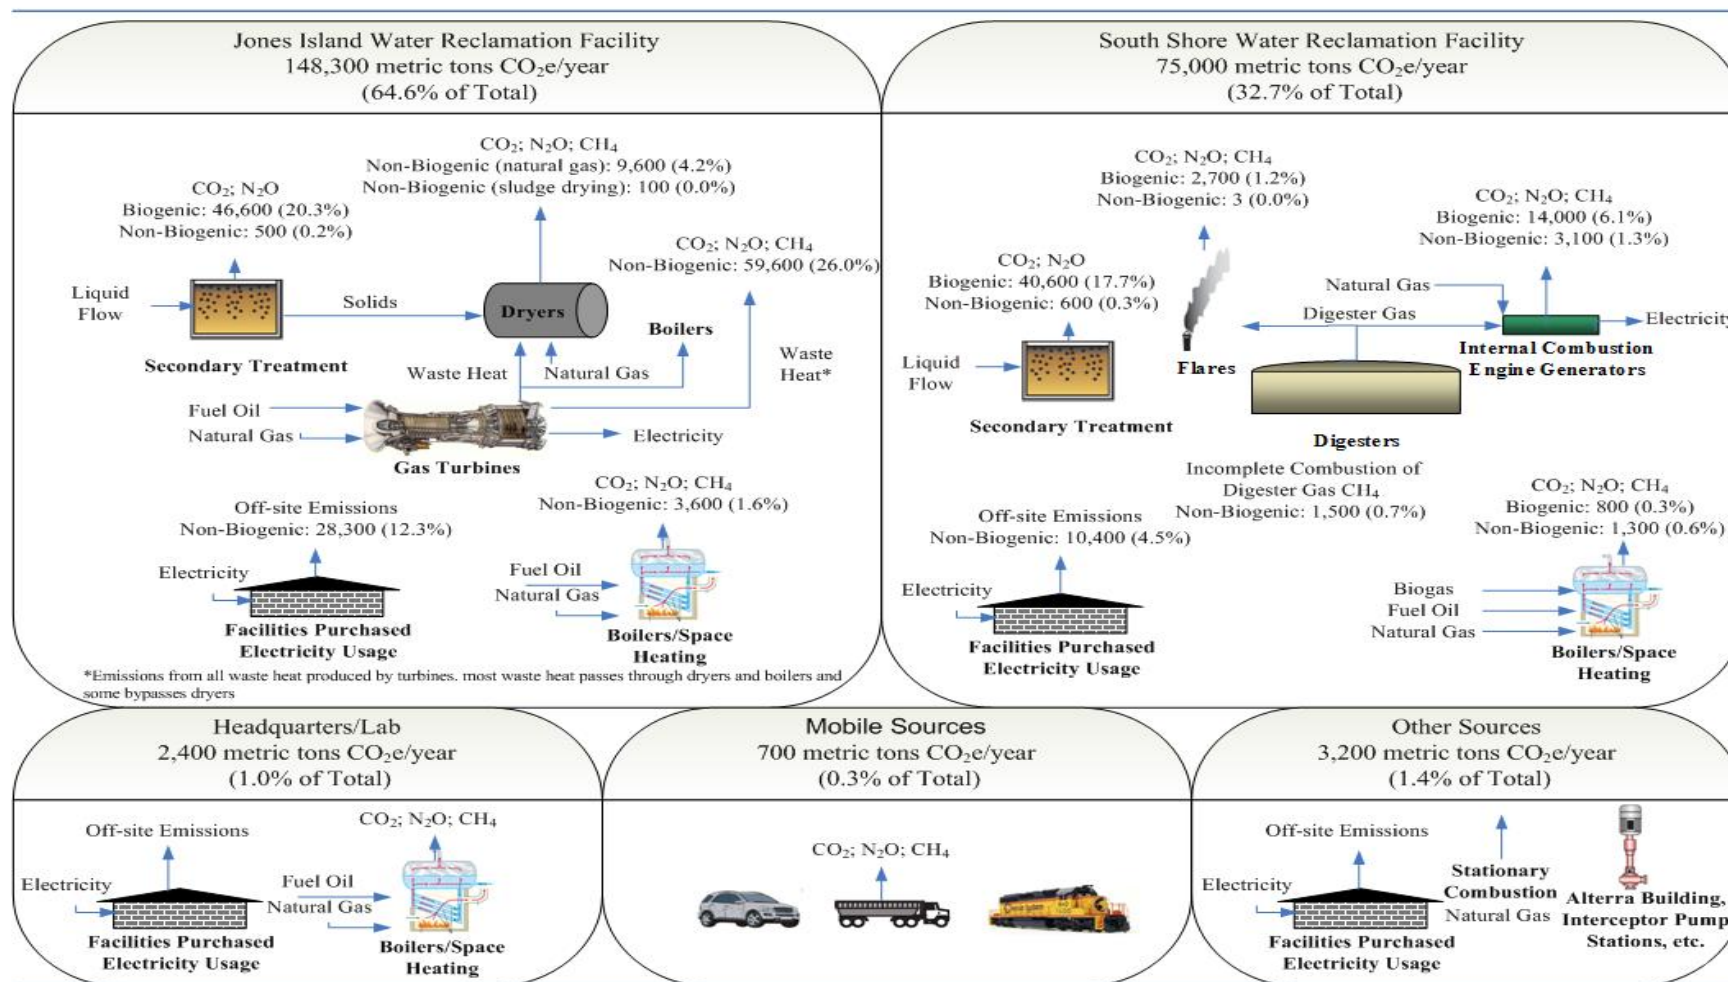 Jones Island Water Reclamation Facility
148,300 metric tons CO₂e/year
(64.6% of Total)
CO₂; N₂O; CH₄
Non-Biogenic (natural gas): 9,600 (4.2%)
Non-Biogenic (sludge drying): 100 (0.0%)
CO₂; N₂O
Biogenic: 46,600 (20.3%)
Non-Biogenic: 500 (0.2%)
CO₂; N₂O; CH₄
Non-Biogenic: 59,600 (26.0%)
Liquid
Flow
Solids
Dryers
Boilers
Secondary Treatment
Waste Heat
Natural Gas
Waste
Heat*
Fuel Oil
Natural Gas
Electricity
Gas Turbines
CO₂; N₂O; CH₄
Non-Biogenic: 3,600 (1.6%)
Off-site Emissions
Non-Biogenic: 28,300 (12.3%)
Electricity
Facilities Purchased
Electricity Usage
Fuel Oil
Natural Gas
Boilers/Space
Heating
*Emissions from all waste heat produced by turbines. most waste heat passes through dryers and boilers and
some bypasses dryers
South Shore Water Reclamation Facility
75,000 metric tons CO₂e/year
(32.7% of Total)
CO₂; N₂O; CH₄
Biogenic: 2,700 (1.2%)
Non-Biogenic: 3 (0.0%)
CO₂; N₂O; CH₄
Biogenic: 14,000 (6.1%)
Non-Biogenic: 3,100 (1.3%)
CO₂; N₂O
Biogenic: 40,600 (17.7%)
Non-Biogenic: 600 (0.3%)
Natural Gas
Digester Gas
Electricity
Internal Combustion
Engine Generators
Liquid
Flow
Flares
Secondary Treatment
Digesters
Incomplete Combustion of
Digester Gas CH₄
Non-Biogenic: 1,500 (0.7%)
CO₂; N₂O; CH₄
Biogenic: 800 (0.3%)
Non-Biogenic: 1,300 (0.6%)
Off-site Emissions
Non-Biogenic: 10,400 (4.5%)
Electricity
Facilities Purchased
Electricity Usage
Biogas
Fuel Oil
Natural Gas
Boilers/Space
Heating
Headquarters/Lab
2,400 metric tons CO₂e/year
(1.0% of Total)
Off-site Emissions
CO₂; N₂O; CH₄
Electricity
Facilities Purchased
Electricity Usage
Fuel Oil
Natural Gas
Boilers/Space
Heating
Mobile Sources
700 metric tons CO₂e/year
(0.3% of Total)
CO₂; N₂O; CH₄
Other Sources
3,200 metric tons CO₂e/year
(1.4% of Total)
Off-site Emissions
Electricity
Facilities Purchased
Electricity Usage
Stationary
Combustion
Natural Gas
Alterra Building,
Interceptor Pump
Stations, etc.